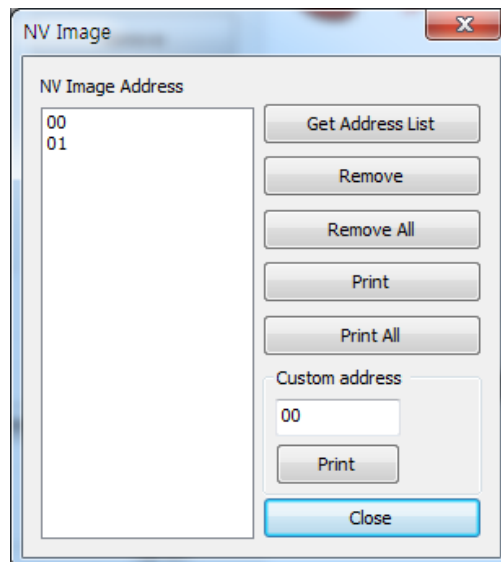 NV Image
NV Image Address
00
01
Get Address List
Remove
Remove All
Print
Print All
Custom address
00
Print
Close